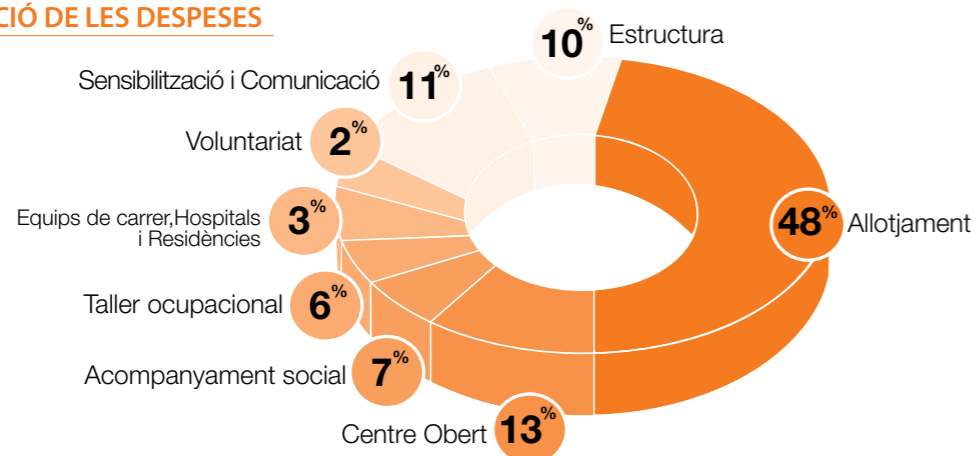 CIÓ DE LES DESPESES
10% Estructura
Sensibilització i Comunicació 11%
Voluntariat 2%
Equips de carrer,Hospitals
i Residències 3%
48% Allotjament
Taller ocupacional 6%
Acompanyament social 7%
Centre Obert 13%